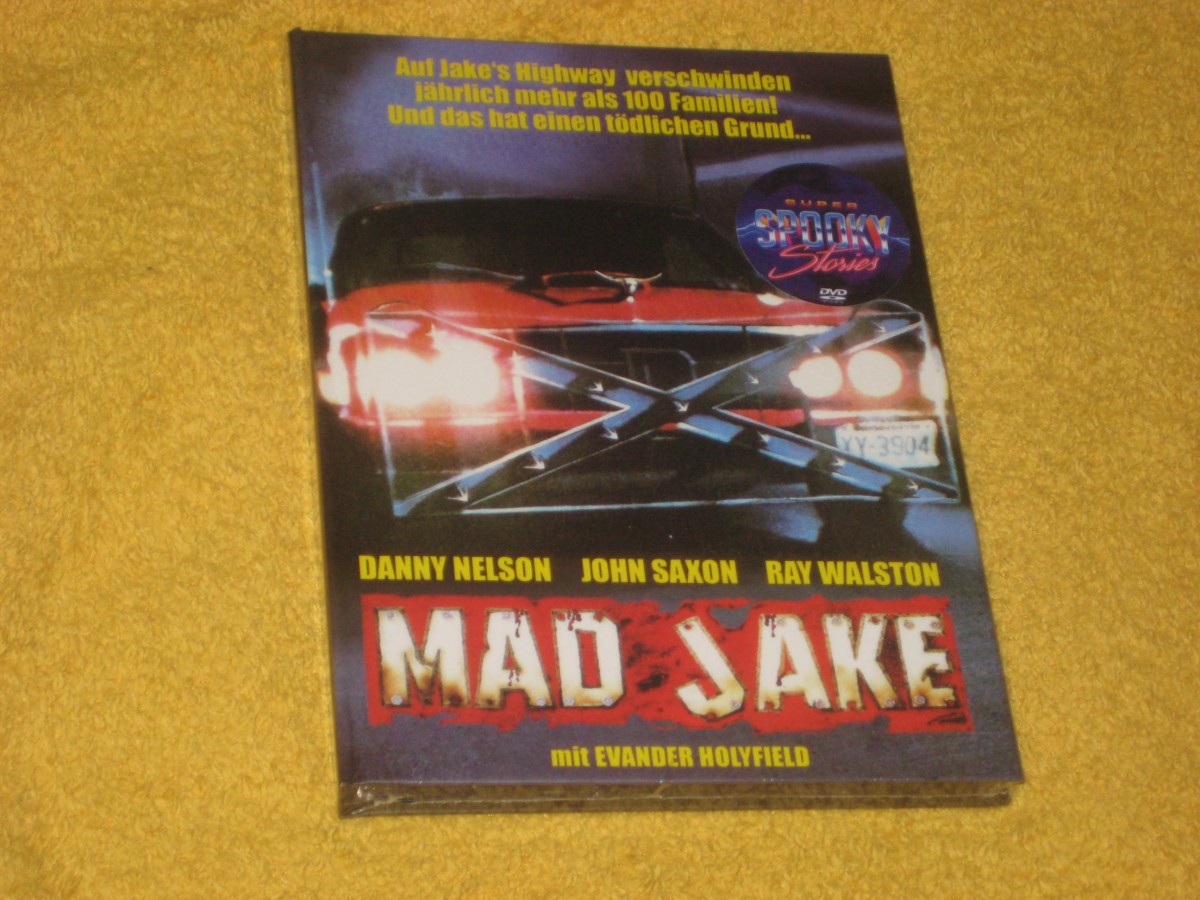 Auf Jake's Highway verschwinden
jährlich mehr als 100 Familien!
Und das hat einen tödlichen Grund...
SUPER
SPOOKY
Stories
DVD
XY-3904
DANNY NELSON JOHN SAXON RAY WALSTON
MAD JAKE
mit EVANDER HOLYFIELD